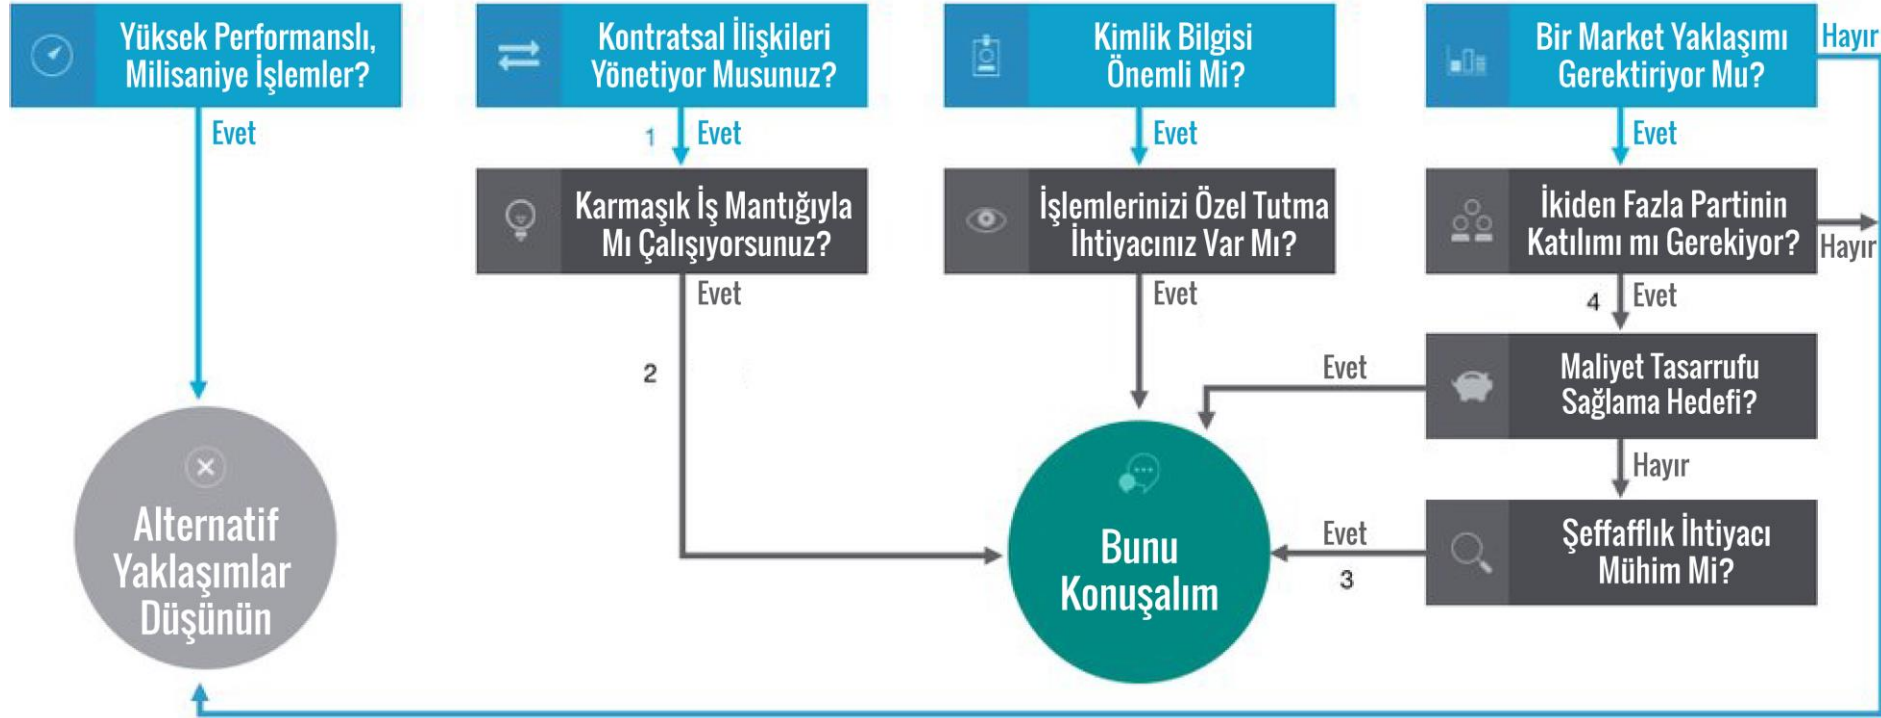 Yüksek Performanslı,
Milisaniye İşlemler?
Evet
Alternatif
Yaklaşımlar
Düşünün
Kontratsal İlişkileri
Yönetiyor Musunuz?
1
Evet
Karmaşık İş Mantığıyla
Mı Çalışıyorsunuz?
Evet
2
Kimlik Bilgisi
Önemli Mi?
Evet
İşlemlerinizi Özel Tutma
İhtiyacınız Var Mı?
Evet
Bunu
Konuşalım
Bir Market Yaklaşımı
Gerektiriyor Mu?
Hayır
Evet
İkiden Fazla Partinin
Katılımı mı Gerekiyor?
Hayır
4
Evet
Maliyet Tasarrufu
Sağlama Hedefi?
Evet
Hayır
Şeffafflık İhtiyacı
Mühim Mi?
Evet
3